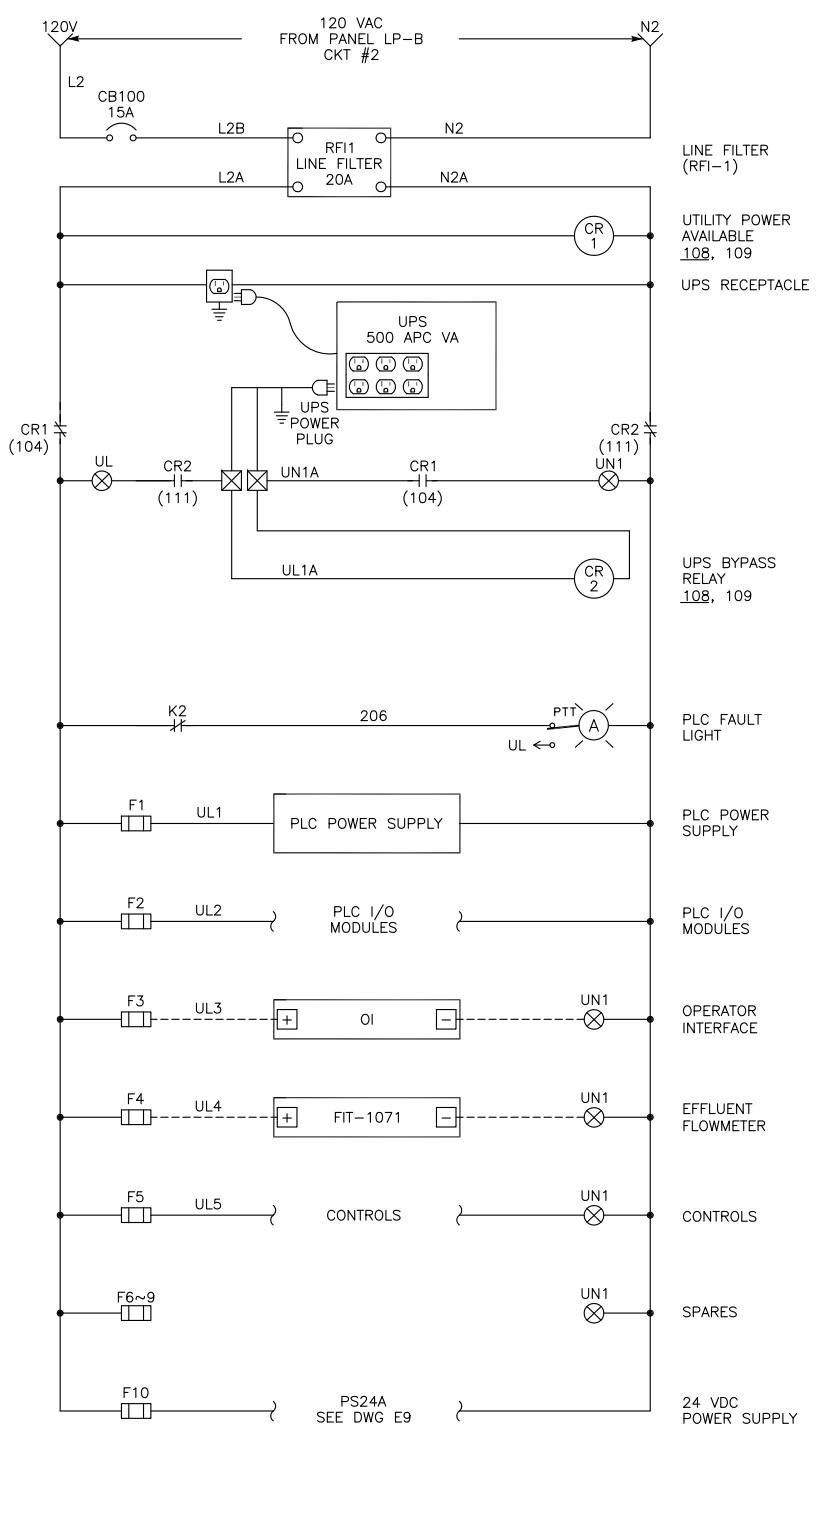 120V
120 VAC
FROM PANEL LP-B
CKT #2
N2
L2
CB100
15A
L2B
N2
RFI1
LINE FILTER
20A
LINE FILTER
(RFI-1)
L2A
N2A
CR
1
UTILITY POWER
AVAILABLE
108, 109
UPS RECEPTACLE
UPS
500 APC VA
UPS
POWER
PLUG
CR1
(104)
CR2
(111)
UL
CR2
(111)
UN1A
CR1
(104)
UN1
UL1A
CR
2
UPS BYPASS
RELAY
108, 109
K2
206
PTT
A
UL
PLC FAULT
LIGHT
F1
UL1
PLC POWER SUPPLY
PLC POWER
SUPPLY
F2
UL2
PLC I/O
MODULES
PLC I/O
MODULES
F3
UL3
+
OI
−
UN1
OPERATOR
INTERFACE
F4
UL4
+
FIT-1071
−
UN1
EFFLUENT
FLOWMETER
F5
UL5
CONTROLS
UN1
CONTROLS
F6~9
UN1
SPARES
F10
PS24A
SEE DWG E9
24 VDC
POWER SUPPLY